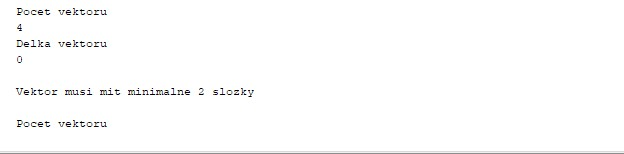 Pocet vektoru
4
Delka vektoru
0
Vektor musi mit minimalne 2 slozky
Pocet vektoru